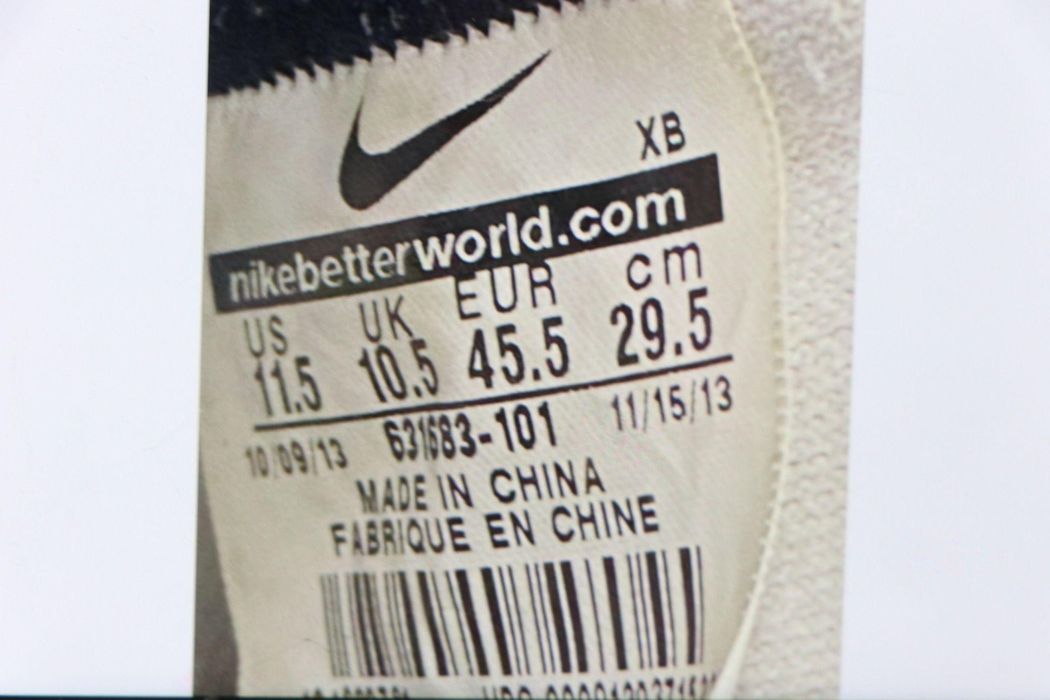 XB
nikebetterworld.com
US UK EUR cm
11.5 10.5 45.5 29.5
10/09/13 631683-101 11/15/13
MADE IN CHINA
FABRIQUE EN CHINE